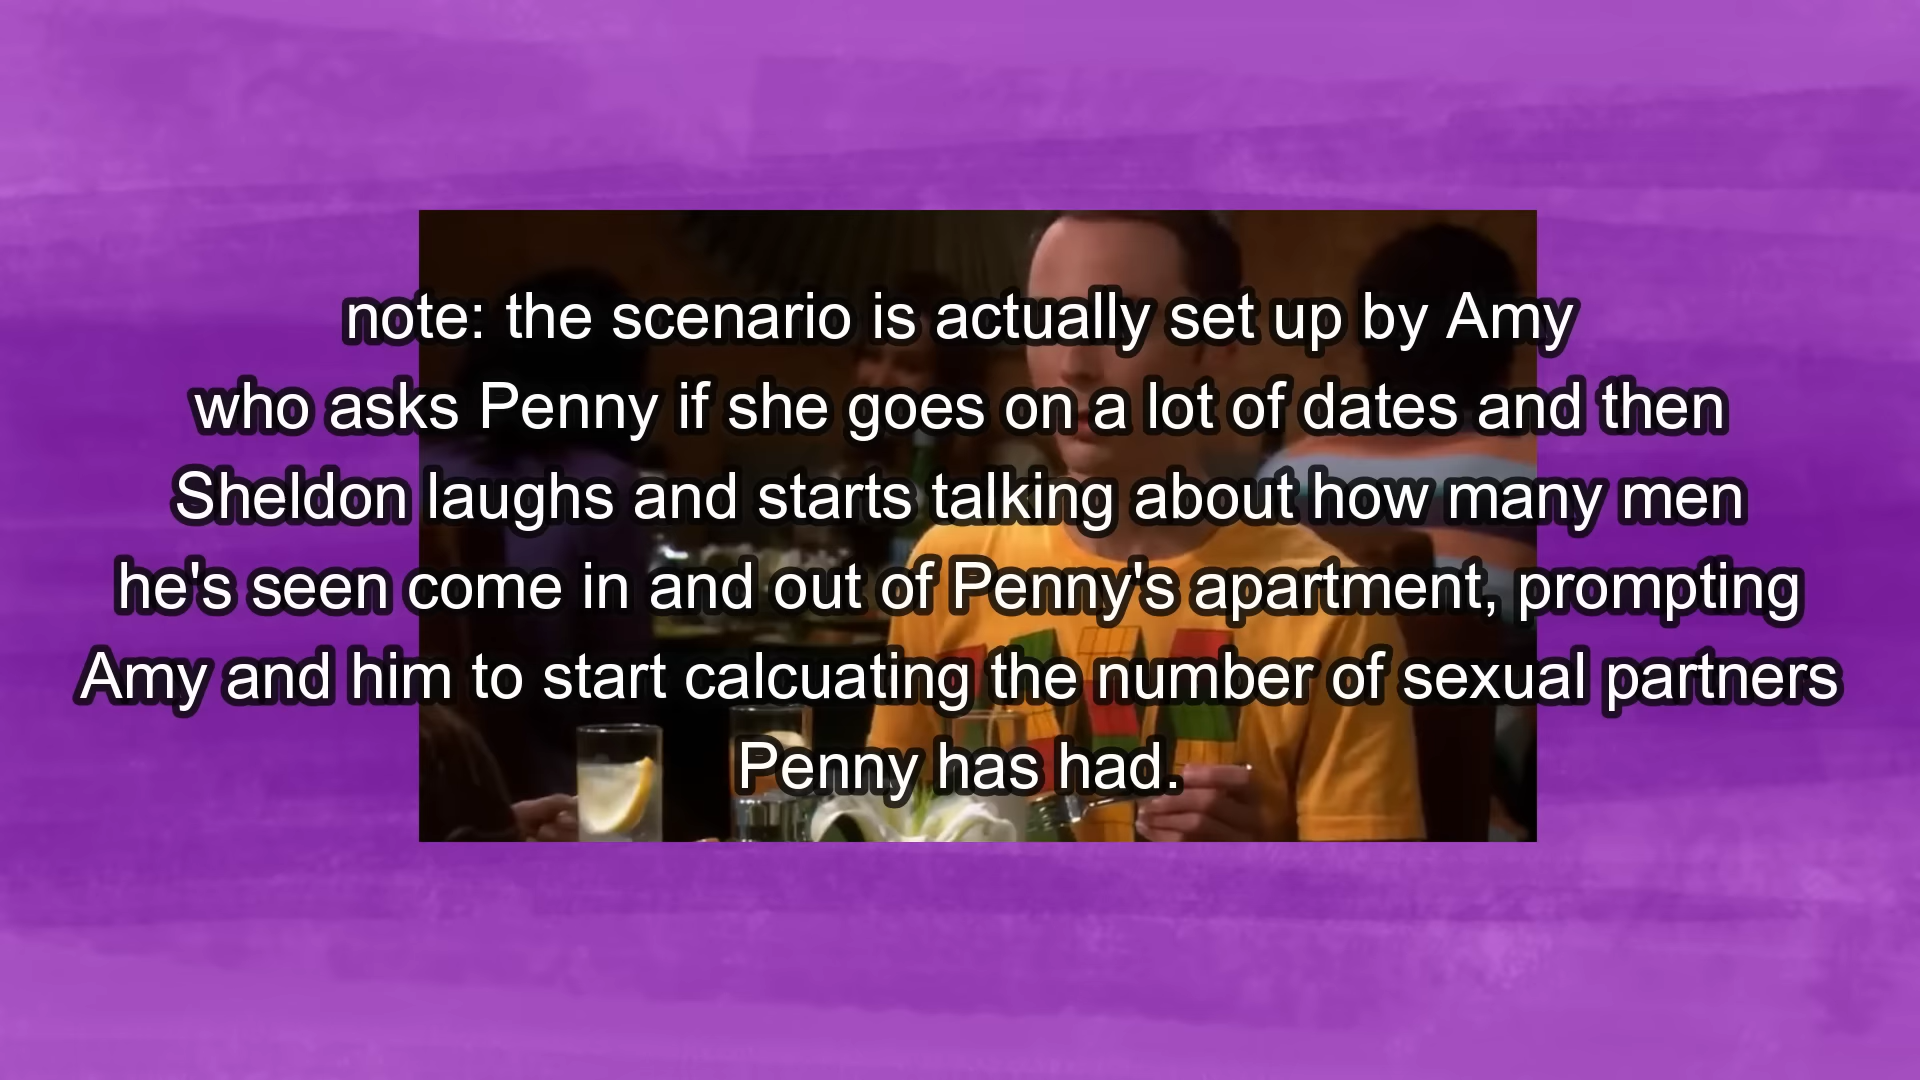 note: the scenario is actually set up by Amy
who asks Penny if she goes on a lot of dates and then
Sheldon laughs and starts talking about how many men
he's seen come in and out of Penny's apartment, prompting
Amy and him to start calcuating the number of sexual partners
Penny has had.